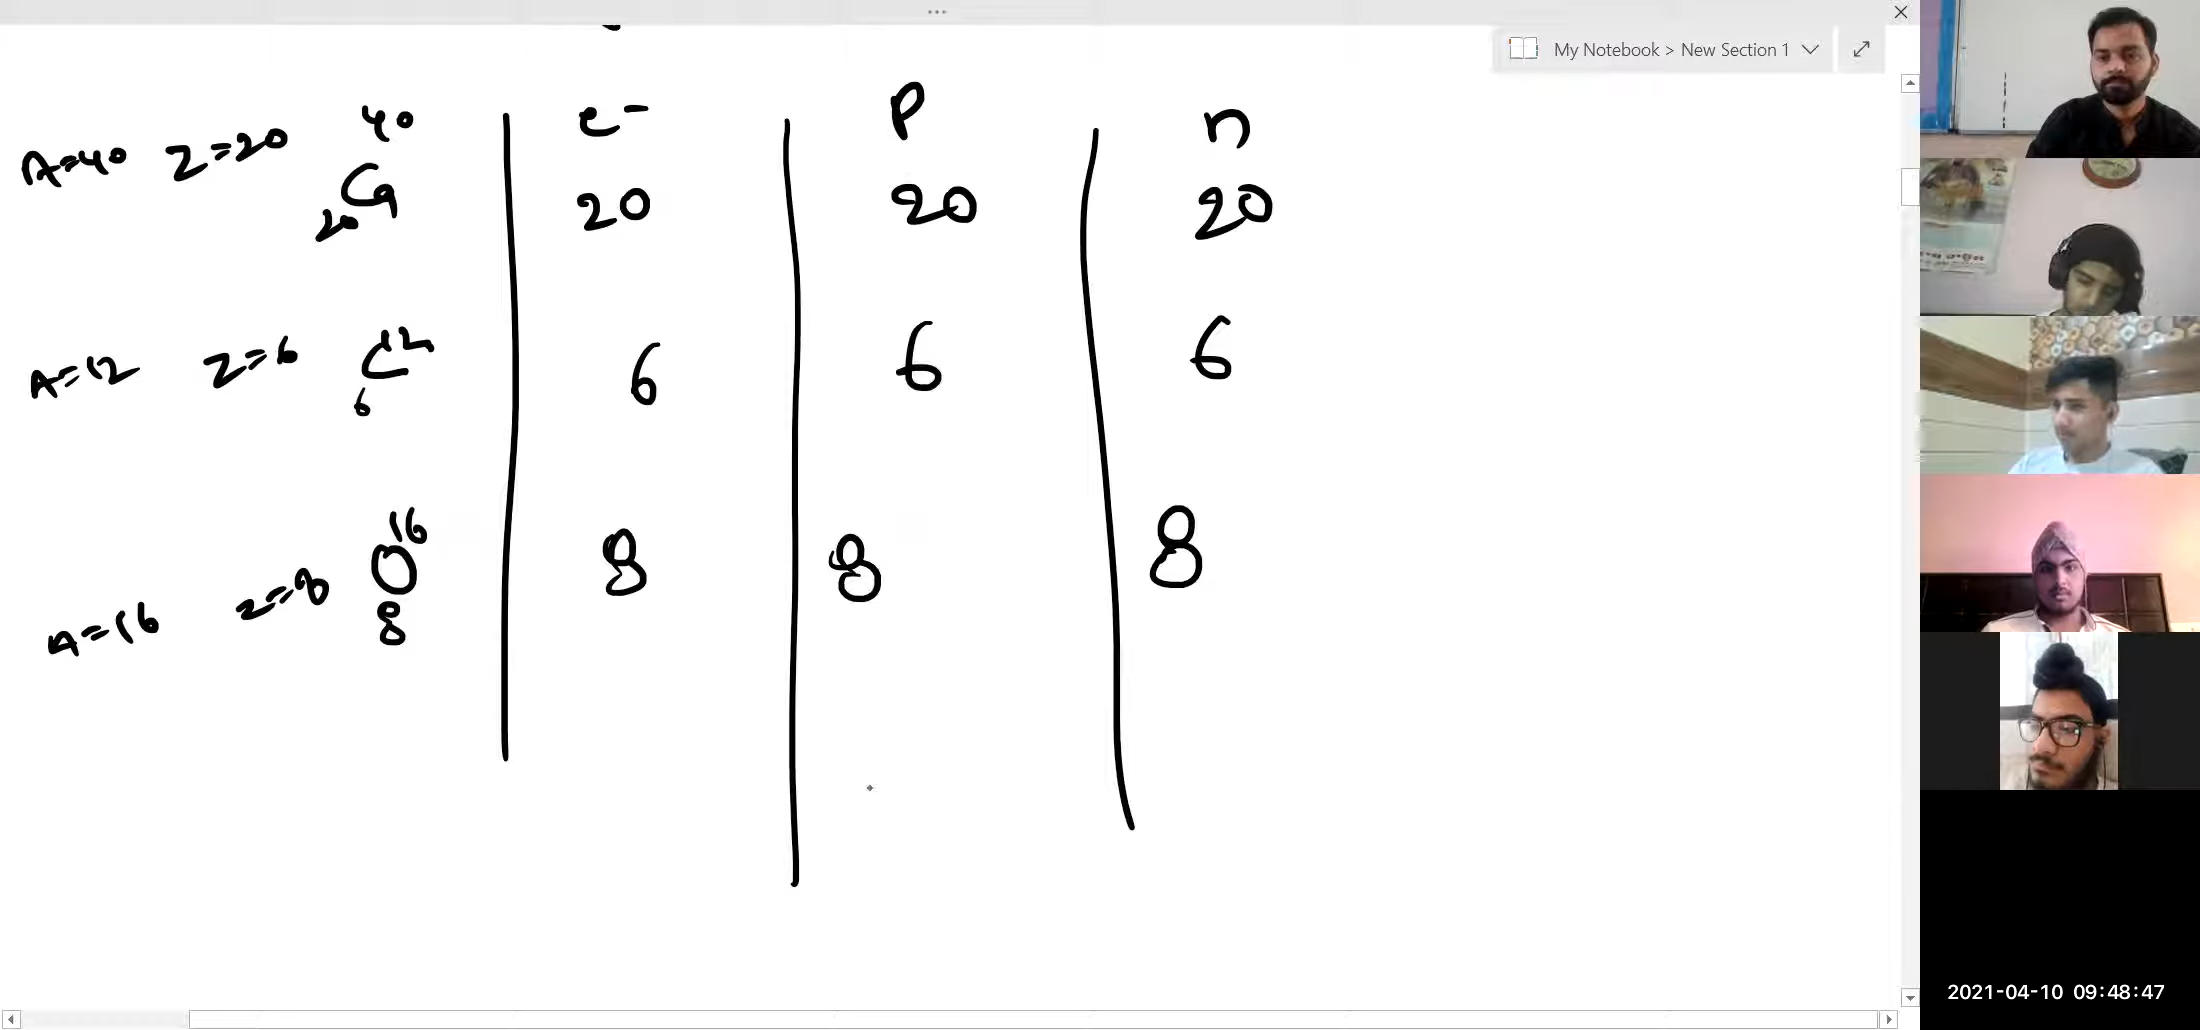 My Notebook > New Section 1
e- P n
A=40 Z=20 40 Ca 20 20 20 20
A=12 Z=6 C 12 6 6 6 6
A=16 Z=8 O 16 8 8 8 8
2021-04-10 09:48:47